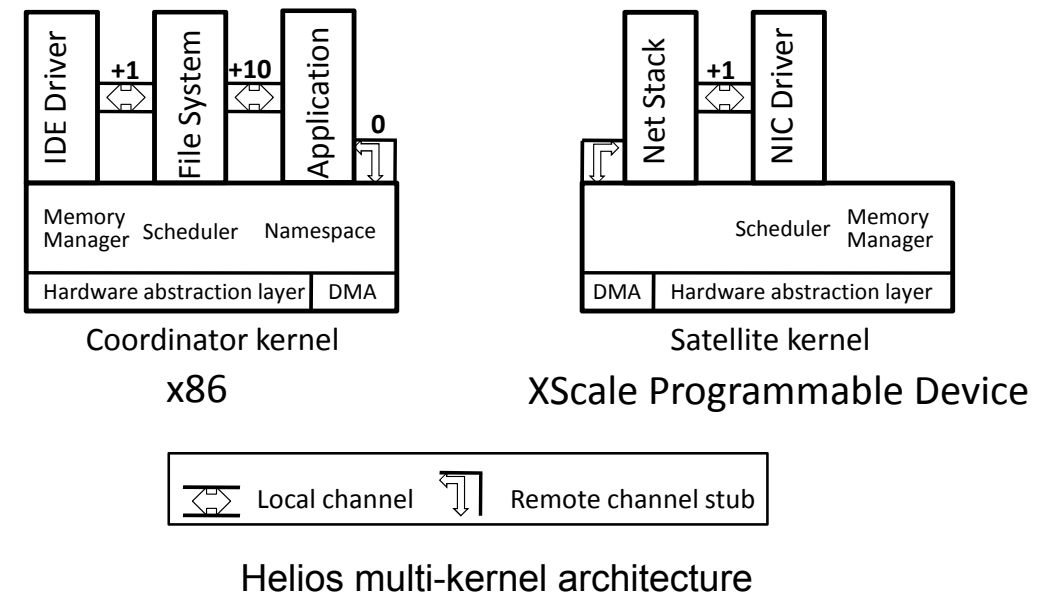 IDE Driver
+1
File System
+10
Application
0
Net Stack
+1
NIC Driver
Memory
Manager
Scheduler
Namespace
Scheduler
Memory
Manager
Hardware abstraction layer
DMA
DMA
Hardware abstraction layer
Coordinator kernel
Satellite kernel
x86
XScale Programmable Device
Local channel
Remote channel stub
Helios multi-kernel architecture